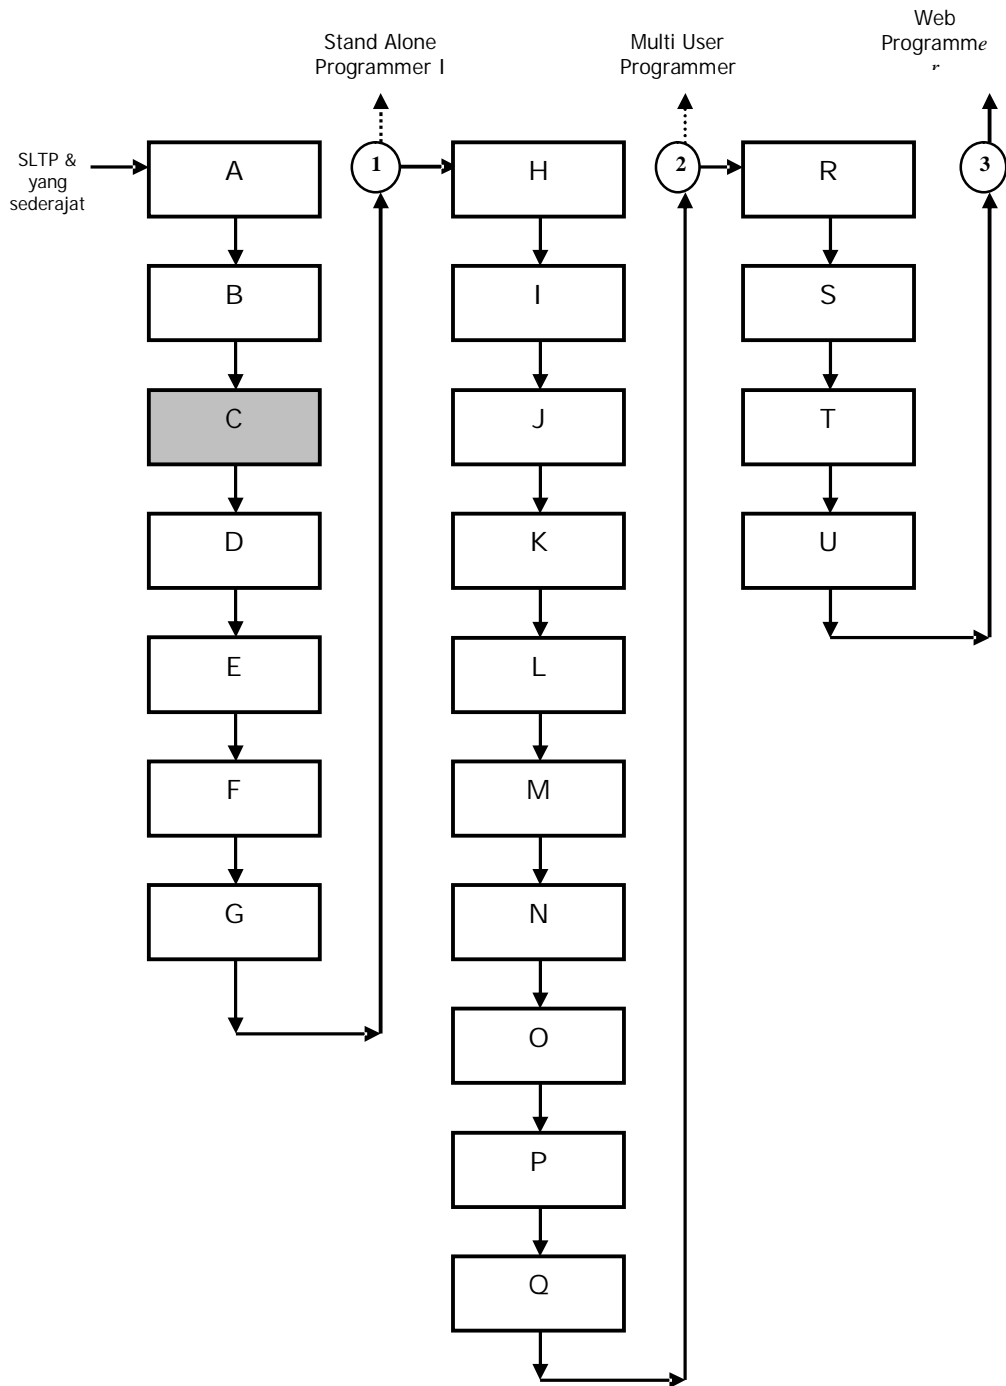 Stand Alone
Programmer I
Multi User
Programmer
Web
Programme
r
SLTP &
yang
sederajat
A
1
H
2
R
3
B
I
S
C
J
T
D
K
U
E
L
F
M
G
N
O
P
Q